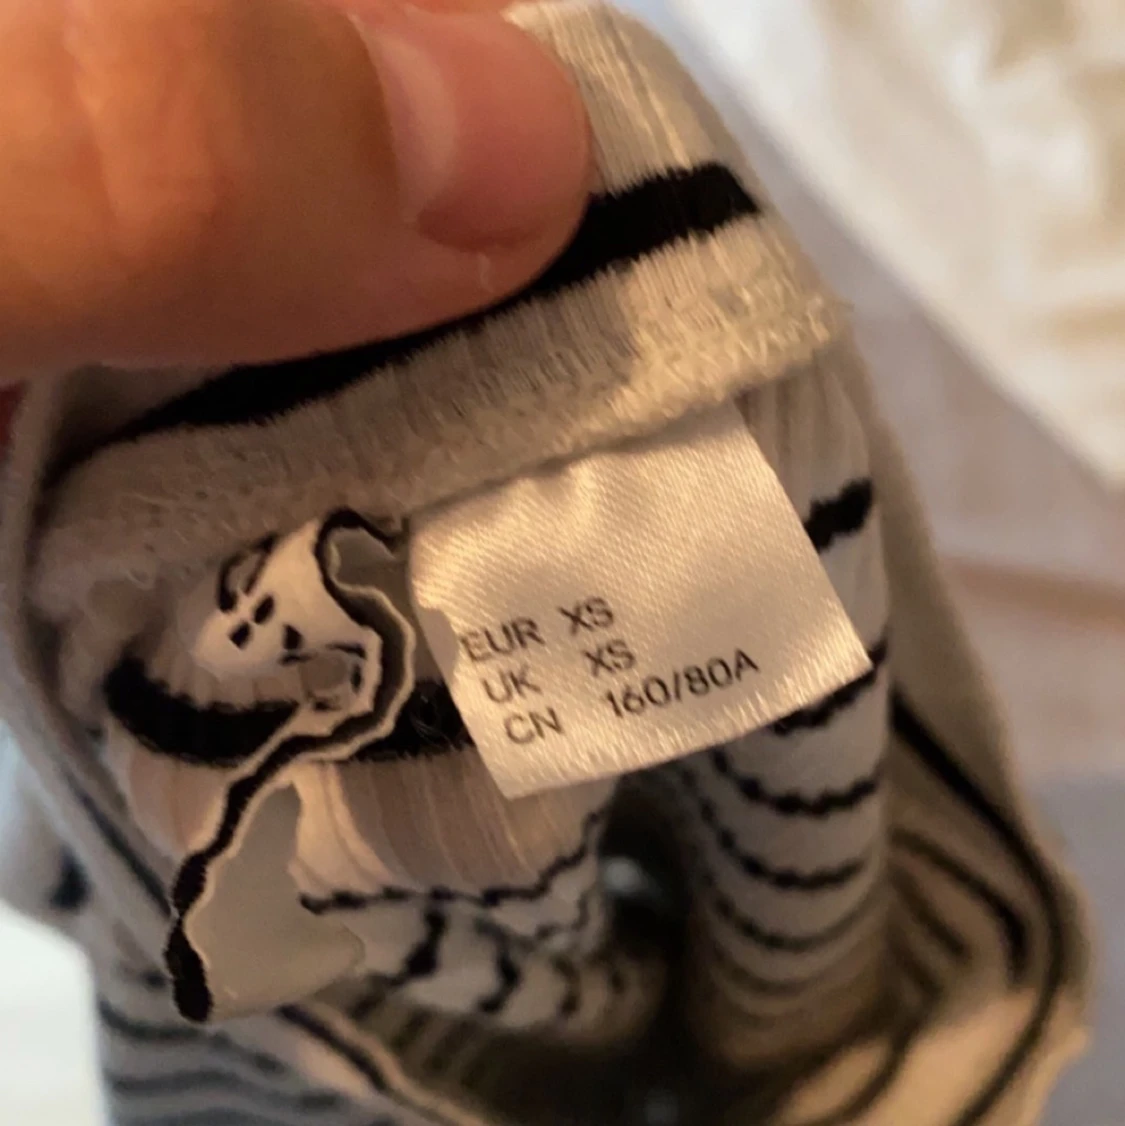 EUR XS
UK XS
CN 160/80A